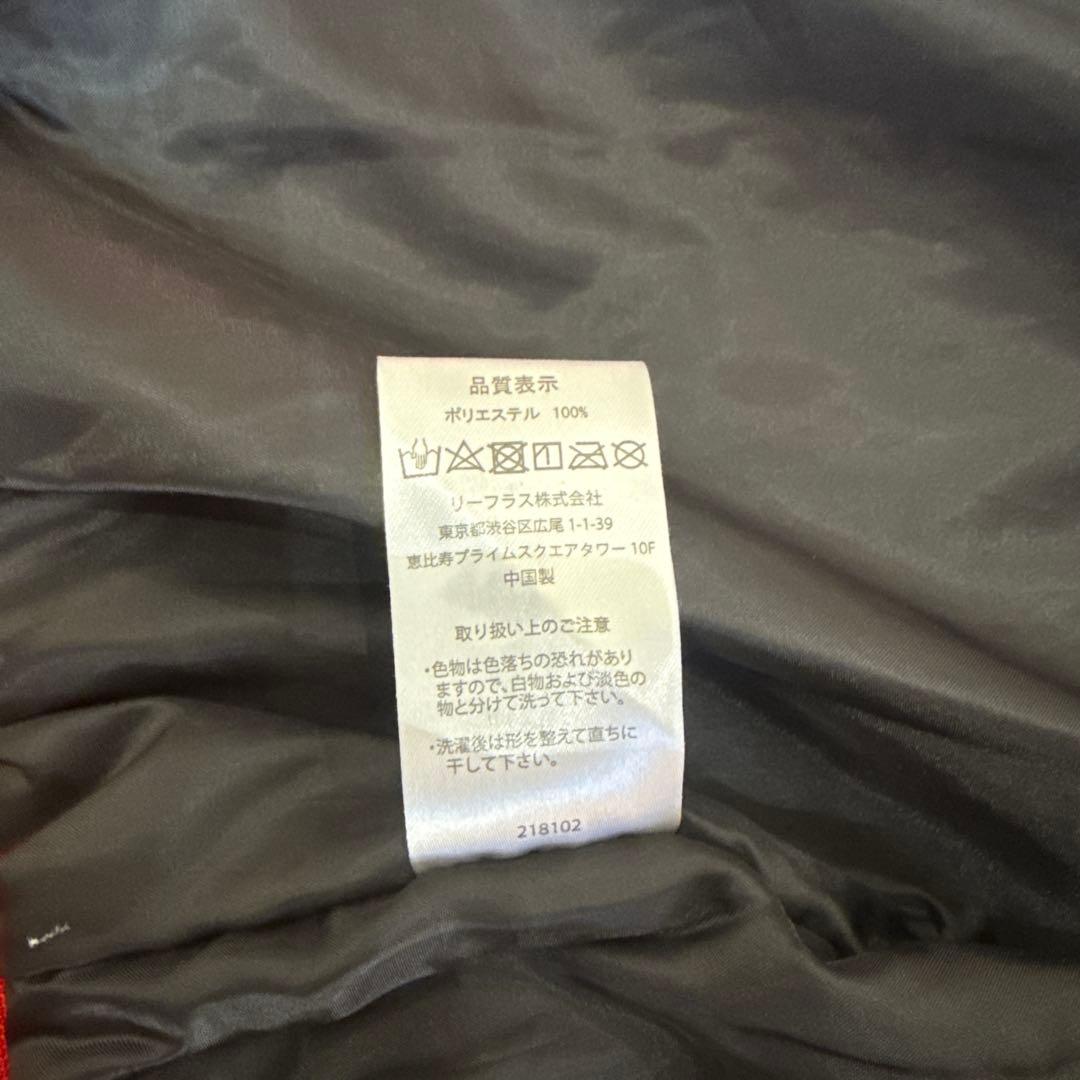 品質表示
ポリエステル 100%
リーフラス株式会社
東京都渋谷区広尾1-1-39
恵比寿プライムスクエアタワー10F
中国製
取り扱い上のご注意
・色物は色落ちの恐れがあり
ますので、白物および淡色の
物と分けて洗って下さい。
・洗濯後は形を整えて直ちに
干して下さい。
218102